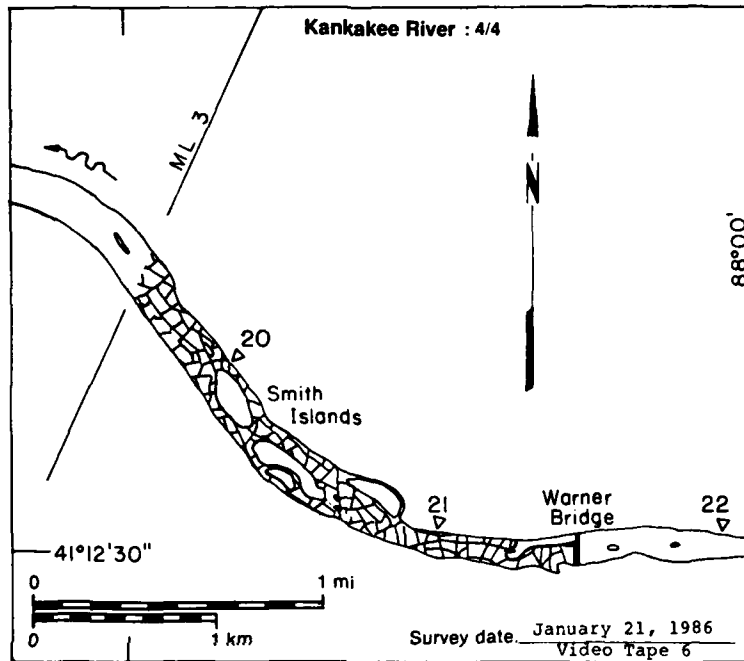 Kankakee River : 4/4
ML 3
N
88°00'
20
Smith
Islands
21
Warner
Bridge
22
41°12'30"
0 1 mi
0 1 km
Survey date. January 21, 1986
Video Tape 6